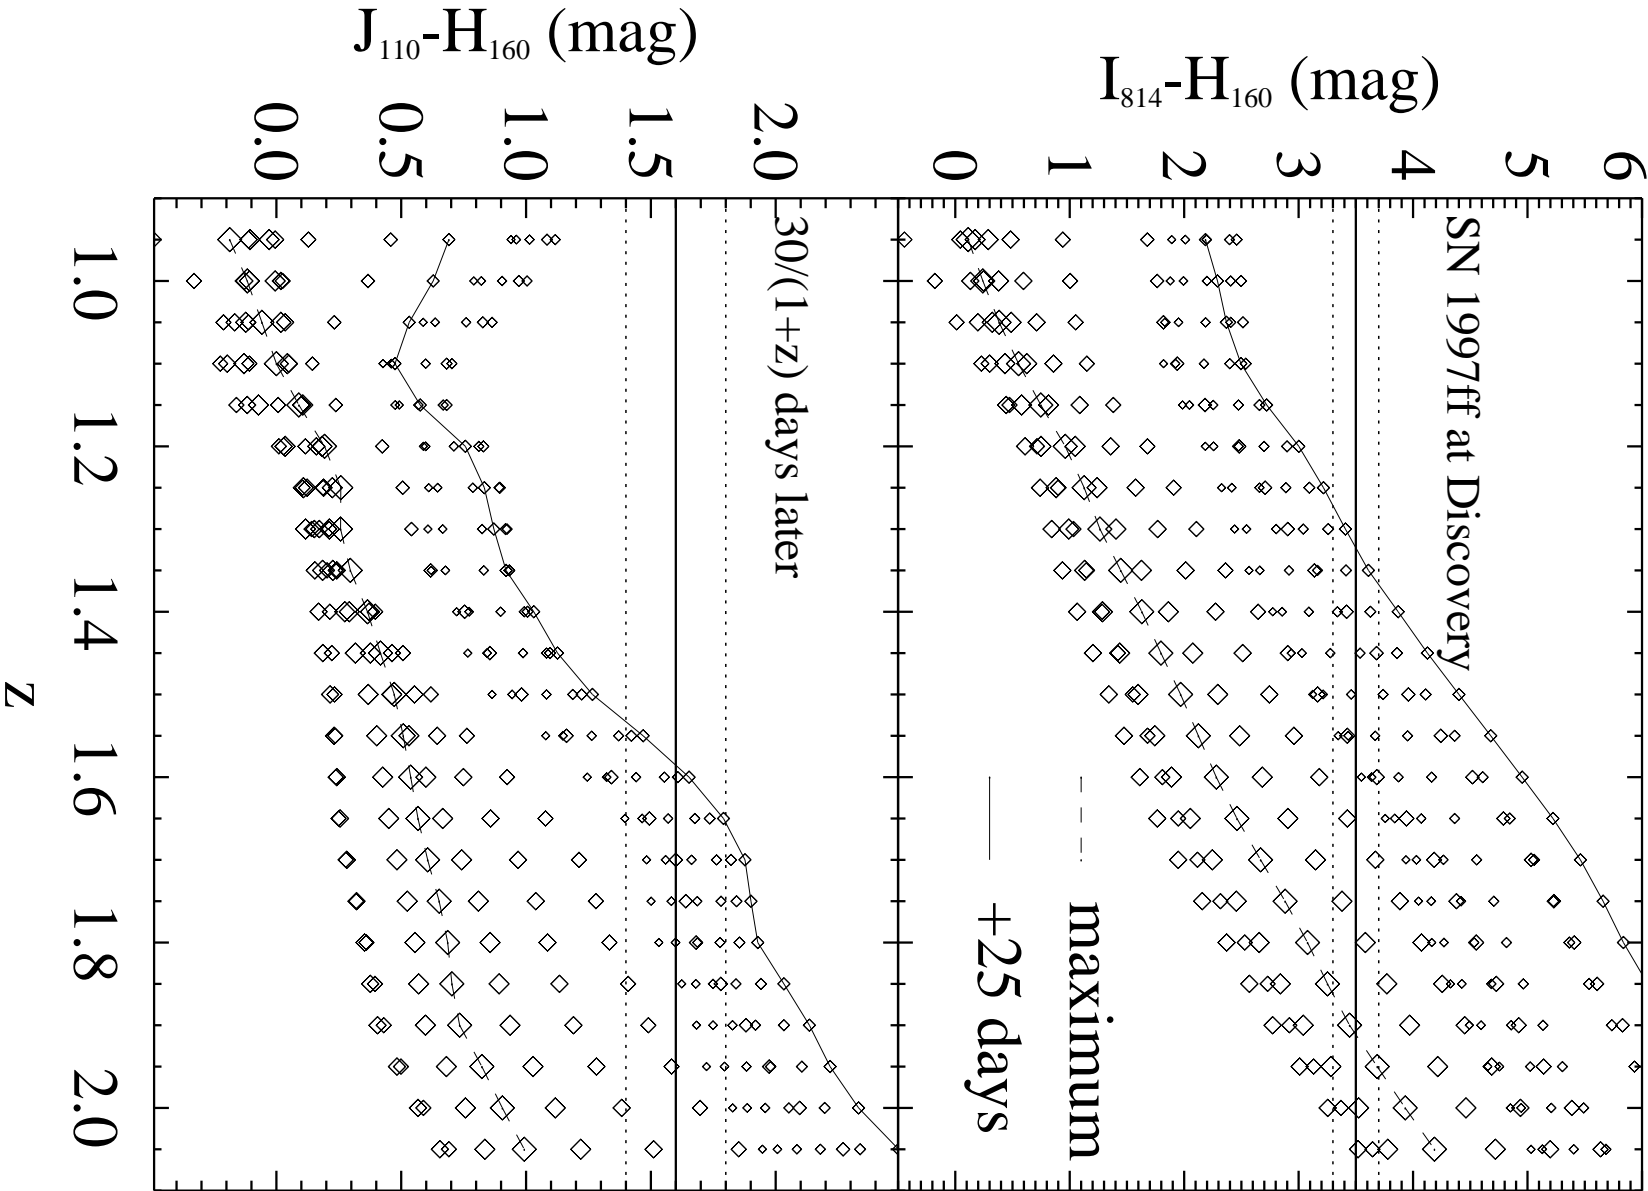 I814-H160 (mag)
6
5
4
3
2
1
0
SN 1997ff at Discovery
maximum
+25 days
J110-H160 (mag)
2.0
1.5
1.0
0.5
0.0
30/(1+z) days later
1.0
1.2
1.4
1.6
1.8
2.0
z